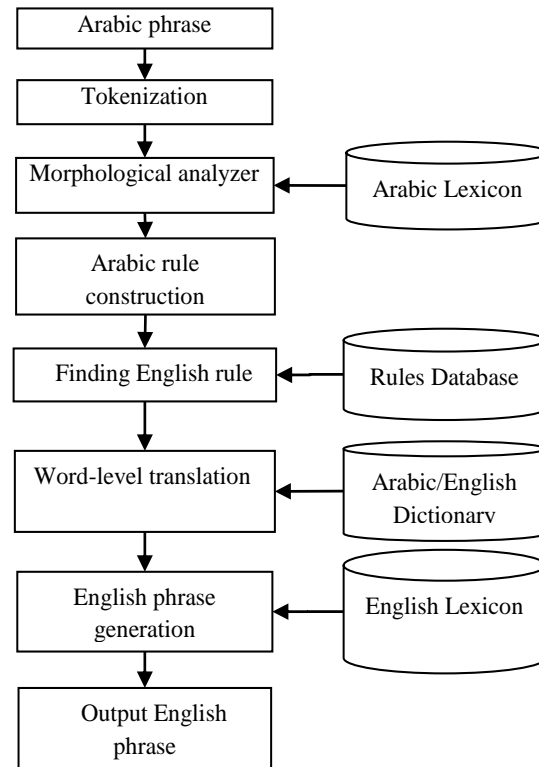 Arabic phrase
Tokenization
Morphological analyzer
Arabic Lexicon
Arabic rule
construction
Finding English rule
Rules Database
Word-level translation
Arabic/English
Dictionary
English phrase
generation
English Lexicon
Output English
phrase